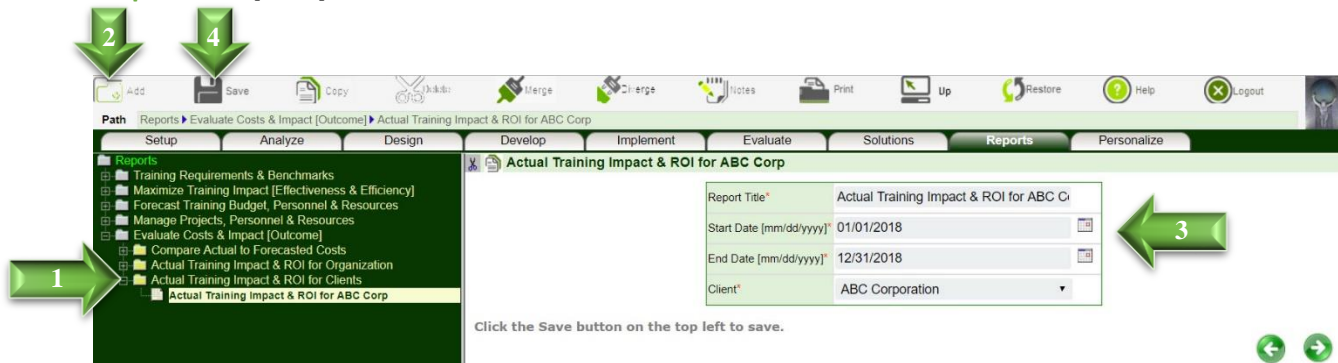 2 4
Add Save Copy Delete Merge Diverge Notes Print Up Restore Help Logout
Path Reports Evaluate Costs & Impact [Outcome] Actual Training Impact & ROI for ABC Corp
Setup Analyze Design Develop Implement Evaluate Solutions Reports Personalize
Reports
Training Requirements & Benchmarks
Maximize Training Impact [Effectiveness & Efficiency]
Forecast Training Budget, Personnel & Resources
Manage Projects, Personnel & Resources
Evaluate Costs & Impact [Outcome]
Compare Actual to Forecasted Costs
Actual Training Impact & ROI for Organization
1 Actual Training Impact & ROI for Clients
Actual Training Impact & ROI for ABC Corp
Actual Training Impact & ROI for ABC Corp
Report Title* Actual Training Impact & ROI for ABC Co
Start Date [mm/dd/yyyy]* 01/01/2018
3
End Date [mm/dd/yyyy]* 12/31/2018
Client* ABC Corporation
Click the Save button on the top left to save.